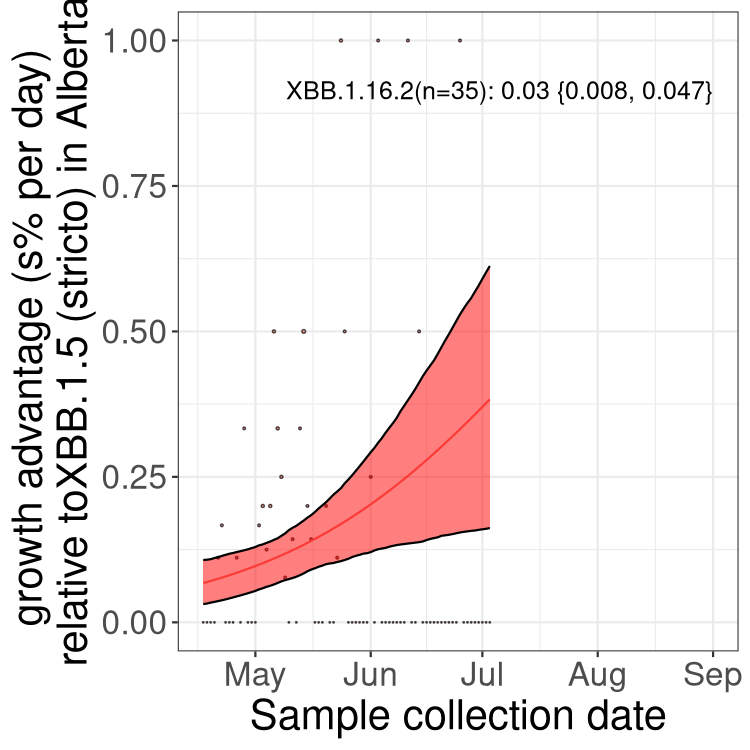 growth advantage (s% per day)
relative toXBB.1.5 (stricto) in Alberta
1.00
0.75
0.50
0.25
0.00
XBB.1.16.2(n=35): 0.03 {0.008, 0.047}
May Jun Jul Aug Sep
Sample collection date